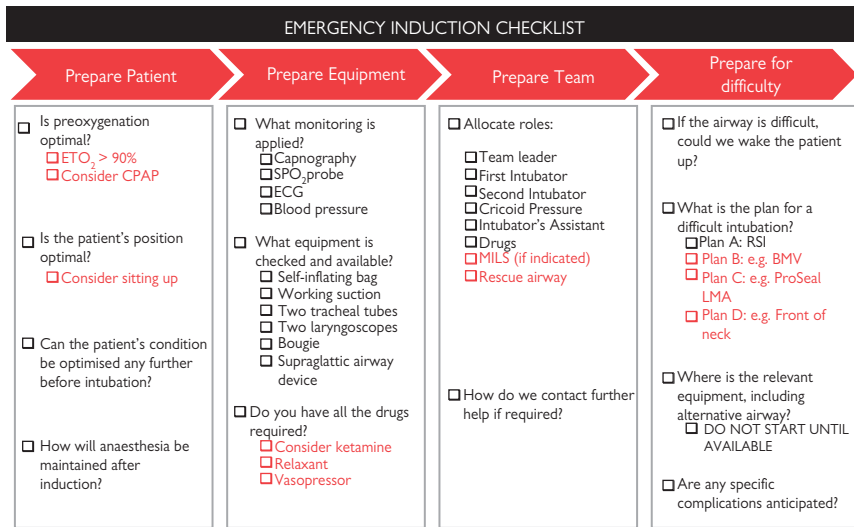 EMERGENCY INDUCTION CHECKLIST
Prepare Patient
Is preoxygenation
optimal?
ETO₂ > 90%
Consider CPAP
Is the patient's position
optimal?
Consider sitting up
Can the patient's condition
be optimised any further
before intubation?
How will anaesthesia be
maintained after
induction?
Prepare Equipment
What monitoring is
applied?
Capnography
SPO₂probe
ECG
Blood pressure
What equipment is
checked and available?
Self-inflating bag
Working suction
Two tracheal tubes
Two laryngoscopes
Bougie
Supraglattic airway
device
Do you have all the drugs
required?
Consider ketamine
Relaxant
Vasopressor
Prepare Team
Allocate roles:
Team leader
First Intubator
Second Intubator
Cricoid Pressure
Intubator's Assistant
Drugs
MILS (if indicated)
Rescue airway
How do we contact further
help if required?
Prepare for
difficulty
If the airway is difficult,
could we wake the patient
up?
What is the plan for a
difficult intubation?
Plan A: RSI
Plan B: e.g. BMV
Plan C: e.g. ProSeal
LMA
Plan D: e.g. Front of
neck
Where is the relevant
equipment, including
alternative airway?
DO NOT START UNTIL
AVAILABLE
Are any specific
complications anticipated?